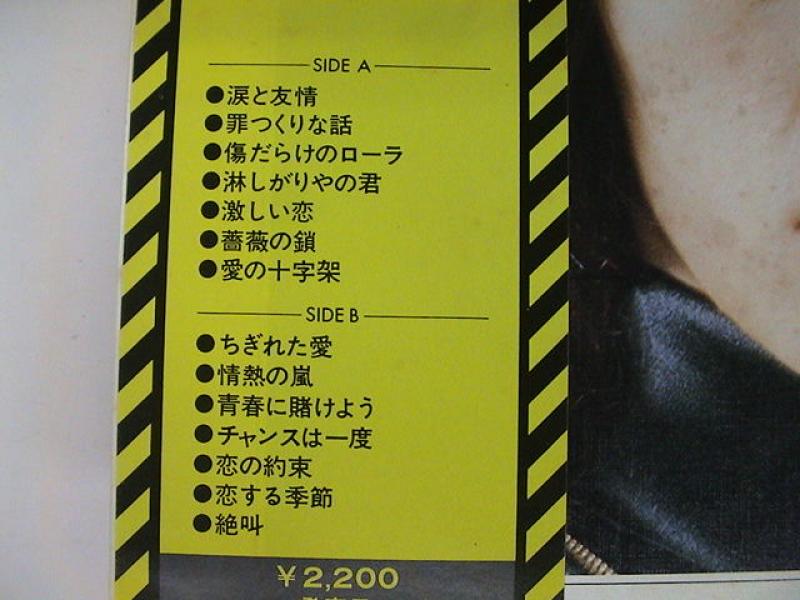 SIDE A
●涙と友情
●罪つくりな話
●傷だらけのローラ
●淋しがりやの君
●激しい恋
●薔薇の鎖
●愛の十字架
SIDE B
●ちぎれた愛
●情熱の嵐
●青春に賭けよう
●チャンスは一度
●恋の約束
●恋する季節
●絶叫
¥2,200